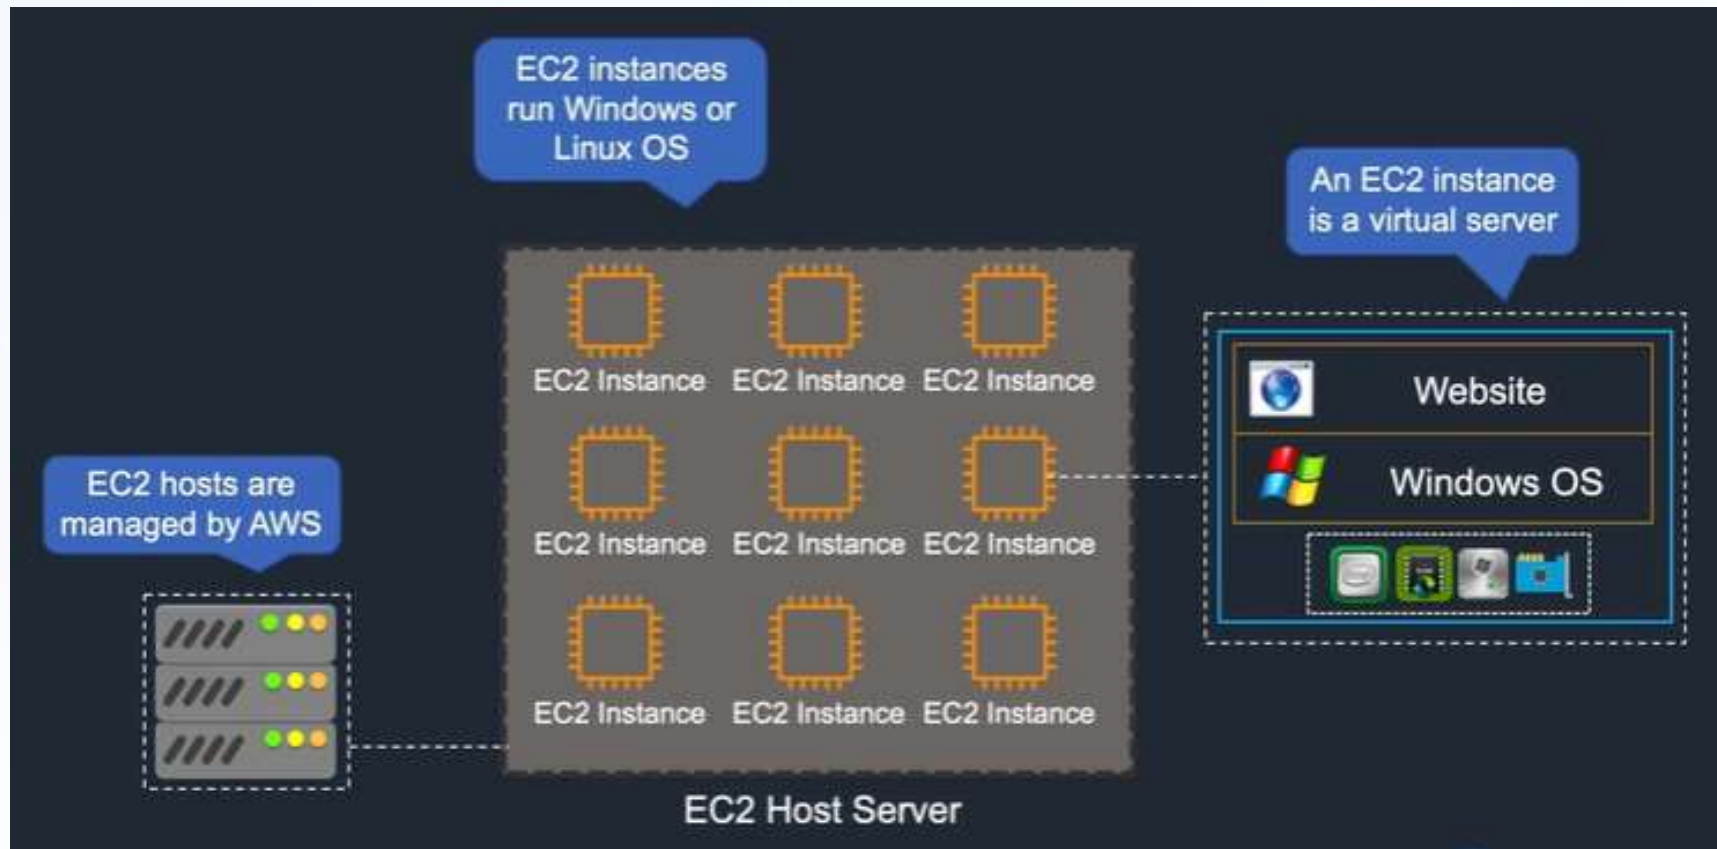 EC2 instances
run Windows or
Linux OS
An EC2 instance
is a virtual server
EC2 Instance EC2 Instance EC2 Instance
Website
Windows OS
EC2 hosts are
managed by AWS
EC2 Instance EC2 Instance EC2 Instance
EC2 Instance EC2 Instance EC2 Instance
EC2 Host Server